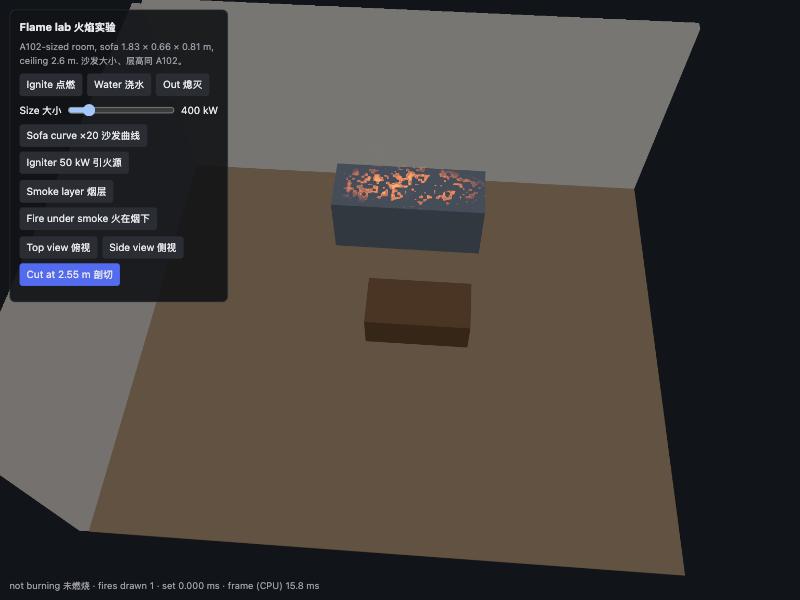 Flame lab 火焰实验
A102-sized room, sofa 1.83 × 0.66 × 0.81 m,
ceiling 2.6 m. 沙发大小、层高同 A102。
Ignite 点燃 Water 浇水 Out 熄灭
Size 大小 400 kW
Sofa curve ×20 沙发曲线
Igniter 50 kW 引火源
Smoke layer 烟层
Fire under smoke 火在烟下
Top view 俯视 Side view 侧视
Cut at 2.55 m 剖切
not burning 未燃烧 · fires drawn 1 · set 0.000 ms · frame (CPU) 15.8 ms